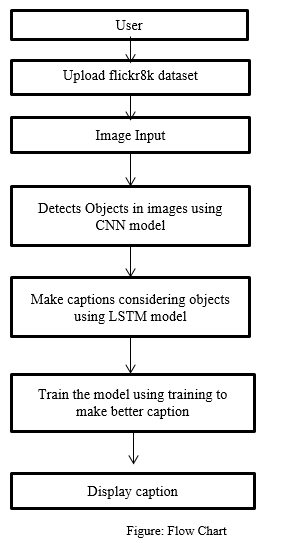 User
Upload flickr8k dataset
Image Input
Detects Objects in images using
CNN model
Make captions considering objects
using LSTM model
Train the model using training to
make better caption
Display caption
Figure: Flow Chart